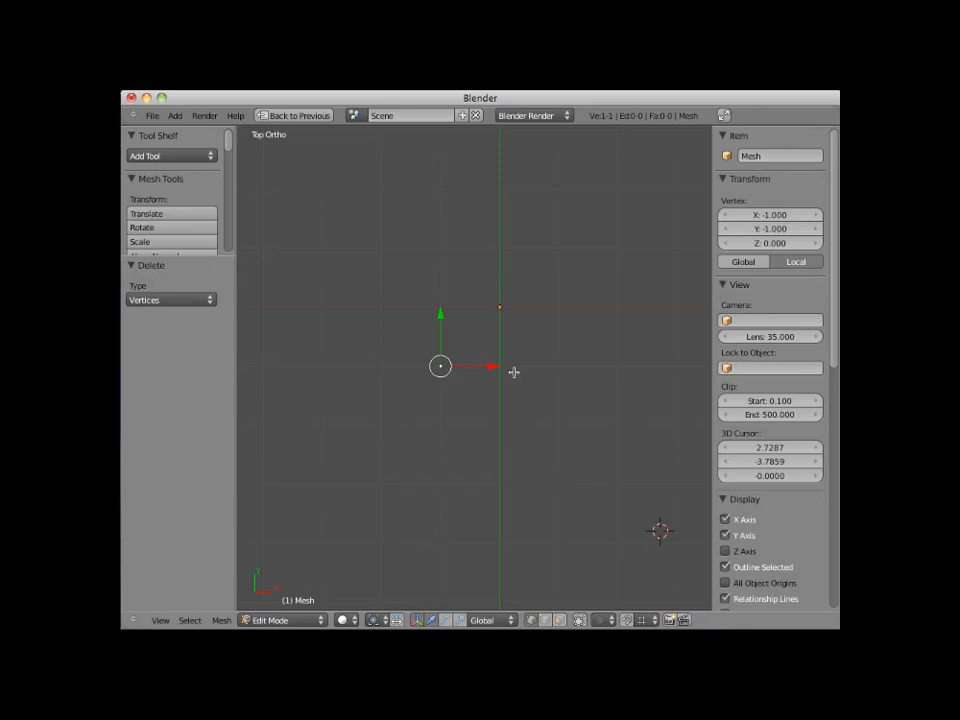 Blender
File Add Render Help Back to Previous Scene Blender Render Ve:1-1 | Ed:0-0 | Fa:0-0 | Mesh
Tool Shelf
Add Tool
Mesh Tools
Transform:
Translate
Rotate
Scale
Delete
Type
Vertices
Top Ortho
y
x
(1) Mesh
Item
Mesh
Transform
Vertex:
X: -1.000
Y: -1.000
Z: 0.000
Global Local
View
Camera:
Lens: 35.000
Lock to Object:
Clip:
Start: 0.100
End: 500.000
3D Cursor:
2.7287
-3.7859
-0.0000
Display
X Axis
Y Axis
Z Axis
Outline Selected
All Object Origins
Relationship Lines
View Select Mesh Edit Mode Global